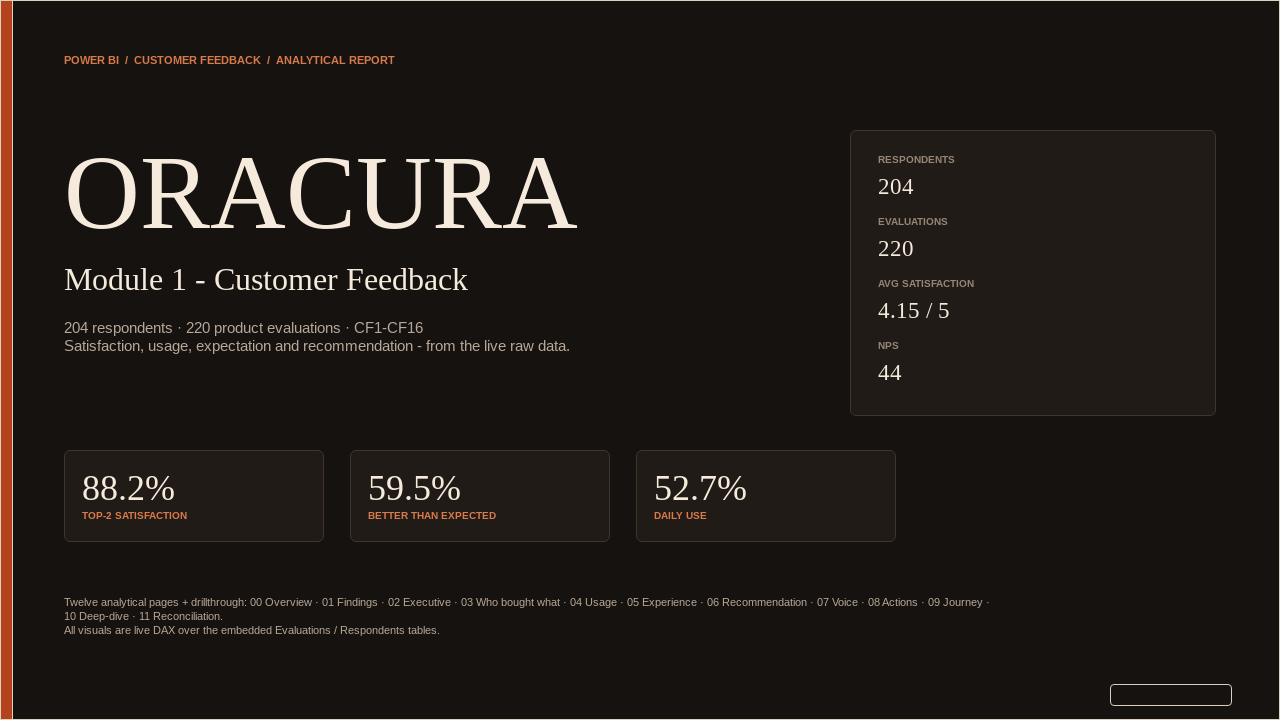 POWER BI / CUSTOMER FEEDBACK / ANALYTICAL REPORT
ORACURA
Module 1 - Customer Feedback
204 respondents · 220 product evaluations · CF1-CF16
Satisfaction, usage, expectation and recommendation - from the live raw data.
RESPONDENTS
204
EVALUATIONS
220
AVG SATISFACTION
4.15 / 5
NPS
44
88.2%
TOP-2 SATISFACTION
59.5%
BETTER THAN EXPECTED
52.7%
DAILY USE
Twelve analytical pages + drillthrough: 00 Overview · 01 Findings · 02 Executive · 03 Who bought what · 04 Usage · 05 Experience · 06 Recommendation · 07 Voice · 08 Actions · 09 Journey ·
10 Deep-dive · 11 Reconciliation.
All visuals are live DAX over the embedded Evaluations / Respondents tables.